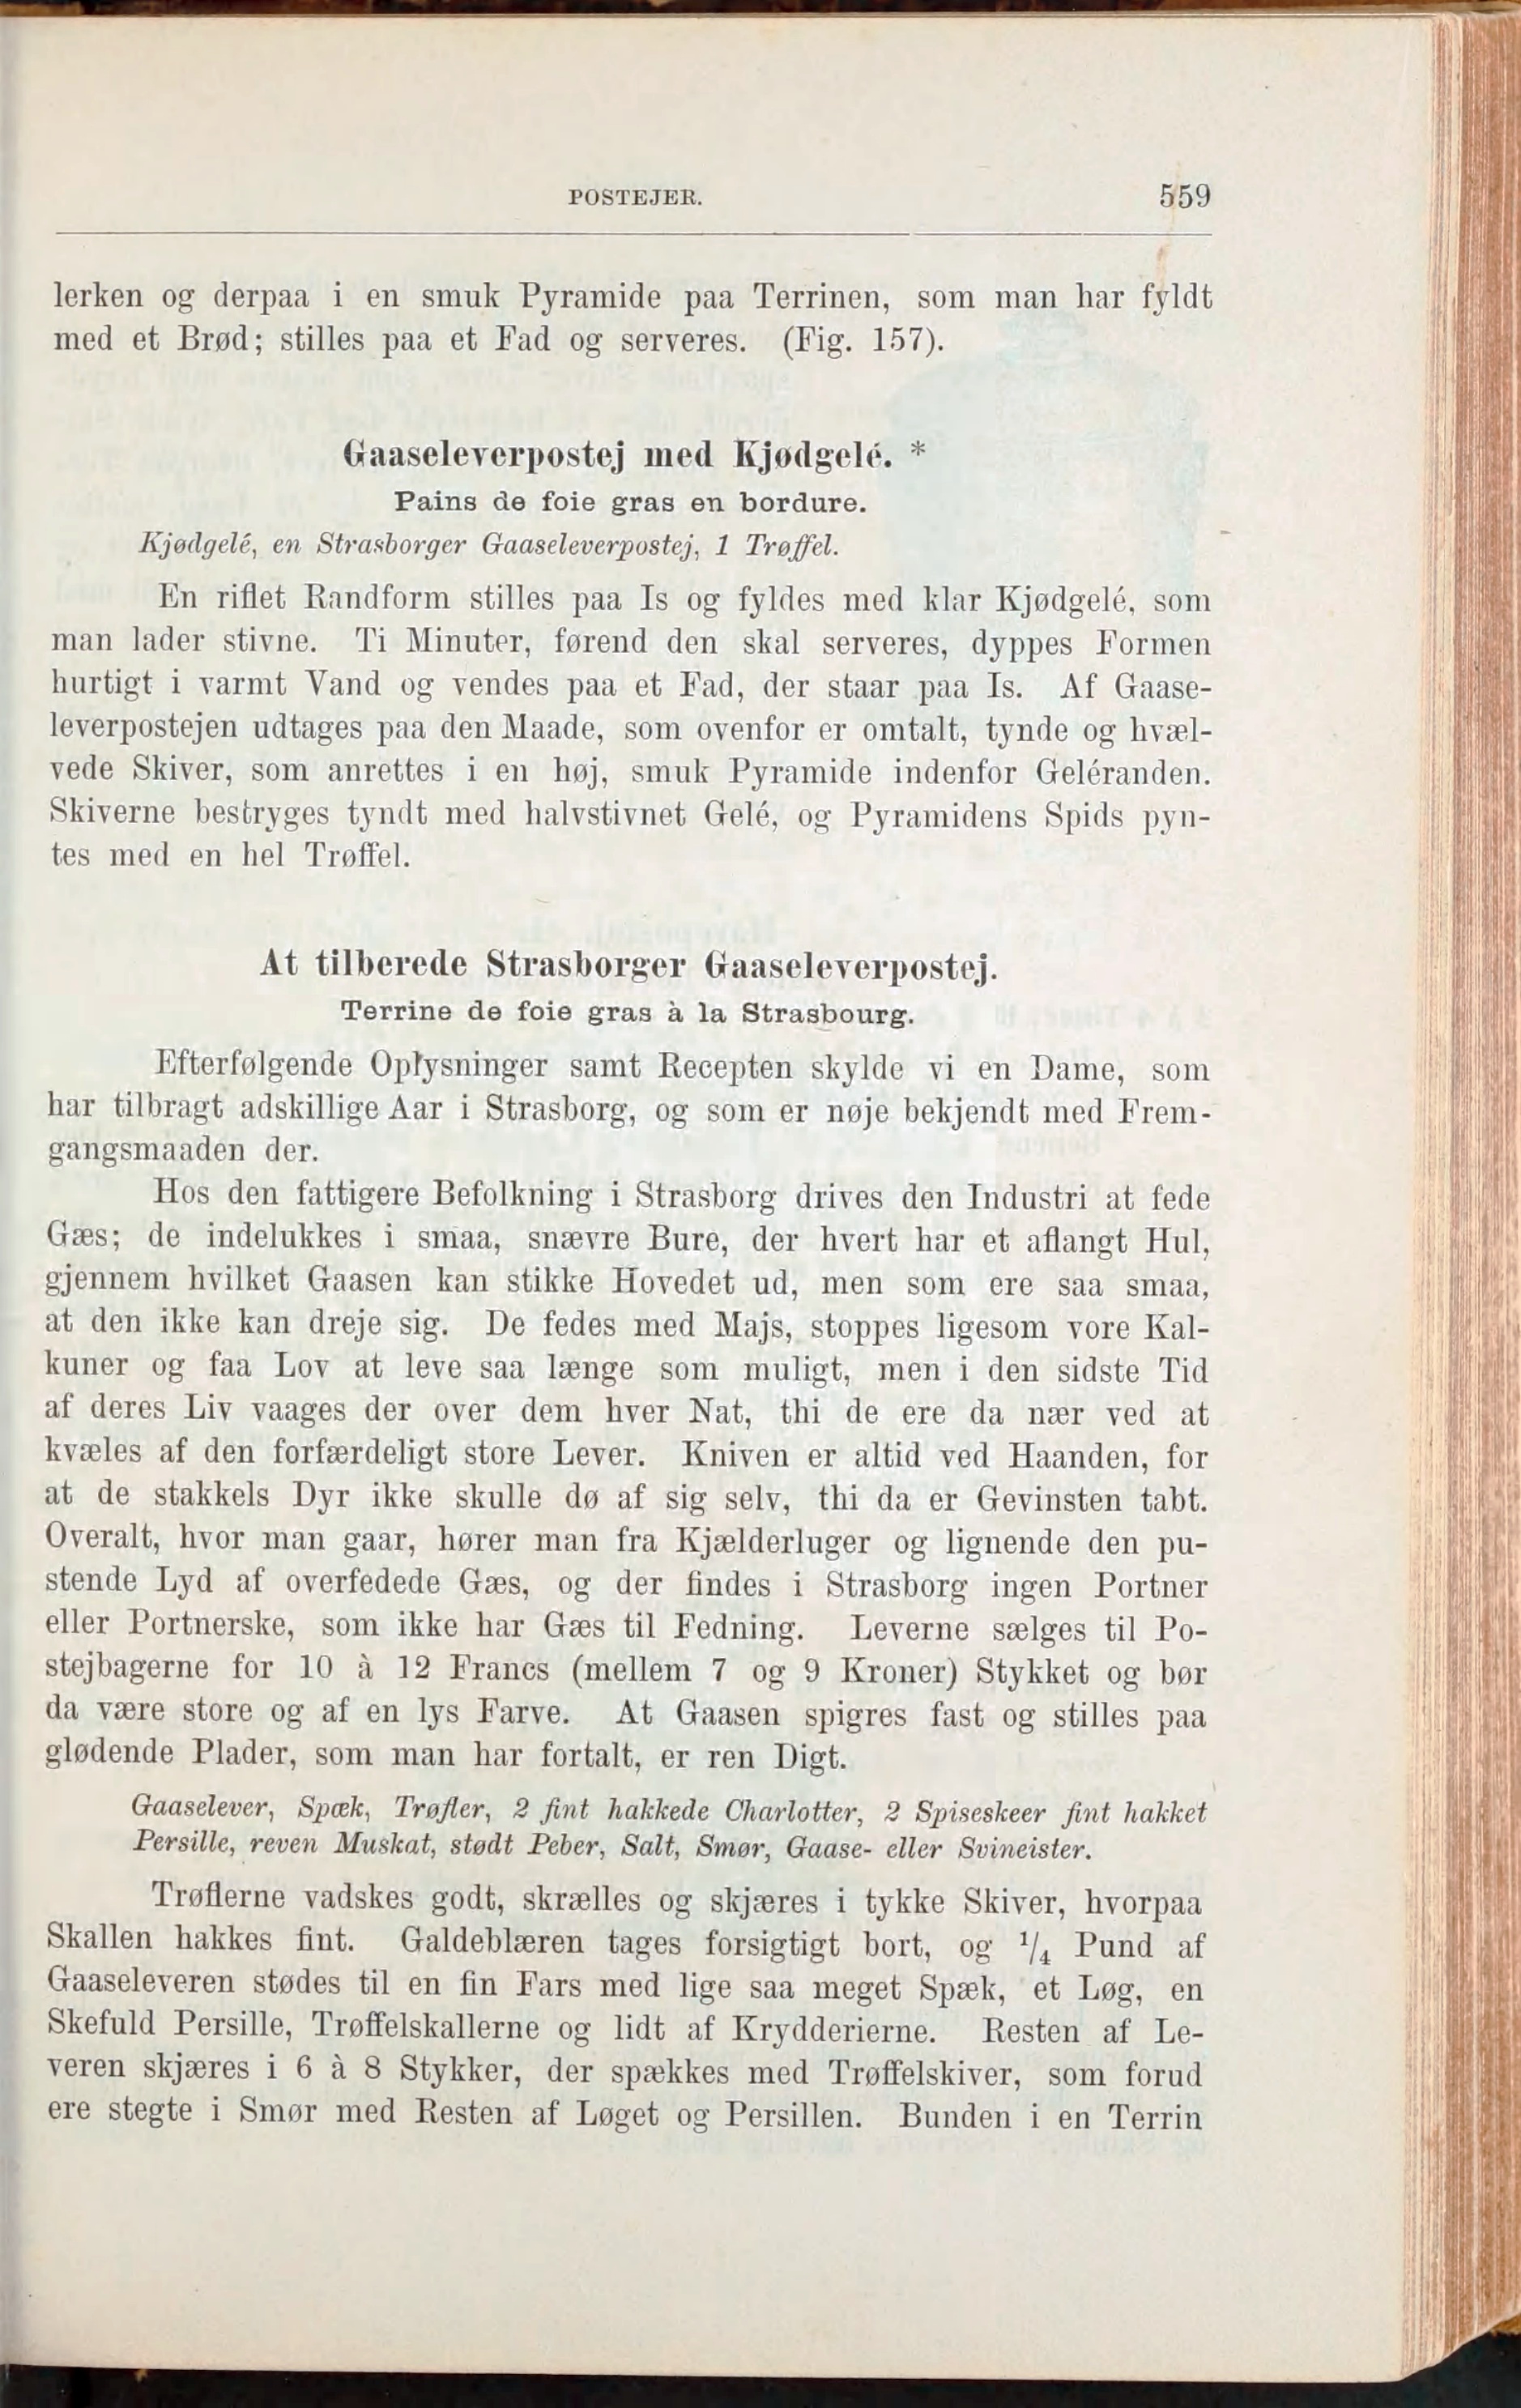 POSTEJER. 559
lerken og derpaa i en smuk Pyramide paa Terrinen, som man har fyldt
med et Brød; stilles paa et Fad og serveres. (Fig. 157).
Gaaseleverpostej med Kjødgelé. *
Pains de foie gras en bordure.
Kjødgelé, en Strasborger Gaaseleverpostej, 1 Trøffel.
En riflet Randform stilles paa Is og fyldes med klar Kjødgelé, som
man lader stivne. Ti Minuter, førend den skal serveres, dyppes Formen
hurtigt i varmt Vand og vendes paa et Fad, der staar paa Is. Af Gaase-
leverpostejen udtages paa den Maade, som ovenfor er omtalt, tynde og hvæl-
vede Skiver, som anrettes i en høj, smuk Pyramide indenfor Geléranden.
Skiverne bestryges tyndt med halvstivnet Gelé, og Pyramidens Spids pyn-
tes med en hel Trøffel.
At tilberede Strasborger Gaaseleverpostej.
Terrine de foie gras à la Strasbourg.
Efterfølgende Oplysninger samt Recepten skylde vi en Dame, som
har tilbragt adskillige Aar i Strasborg, og som er nøje bekjendt med Frem-
gangsmaaden der.
Hos den fattigere Befolkning i Strasborg drives den Industri at fede
Gæs; de indelukkes i smaa, snævre Bure, der hvert har et aflangt Hul,
gjennem hvilket Gaasen kan stikke Hovedet ud, men som ere saa smaa,
at den ikke kan dreje sig. De fedes med Majs, stoppes ligesom vore Kal-
kuner og faa Lov at leve saa længe som muligt, men i den sidste Tid
af deres Liv vaages der over dem hver Nat, thi de ere da nær ved at
kvæles af den forfærdeligt store Lever. Kniven er altid ved Haanden, for
at de stakkels Dyr ikke skulle dø af sig selv, thi da er Gevinsten tabt.
Overalt, hvor man gaar, hører man fra Kjælderluger og lignende den pu-
stende Lyd af overfedede Gæs, og der findes i Strasborg ingen Portner
eller Portnerske, som ikke har Gæs til Fedning. Leverne sælges til Po-
stejbagerne for 10 à 12 Francs (mellem 7 og 9 Kroner) Stykket og bør
da være store og af en lys Farve. At Gaasen spigres fast og stilles paa
glødende Plader, som man har fortalt, er ren Digt.
Gaaselever, Spæk, Trøfler, 2 fint hakkede Charlotter, 2 Spiseskeer fint hakket
Persille, reven Muskat, stødt Peber, Salt, Smør, Gaase- eller Svineister.
Trøflerne vadskes godt, skrælles og skjæres i tykke Skiver, hvorpaa
Skallen hakkes fint. Galdeblæren tages forsigtigt bort, og 1/4 Pund af
Gaaseleveren stødes til en fin Fars med lige saa meget Spæk, et Løg, en
Skefuld Persille, Trøffelskallerne og lidt af Krydderierne. Resten af Le-
veren skjæres i 6 à 8 Stykker, der spækkes med Trøffelskiver, som forud
ere stegte i Smør med Resten af Løget og Persillen. Bunden i en Terrin